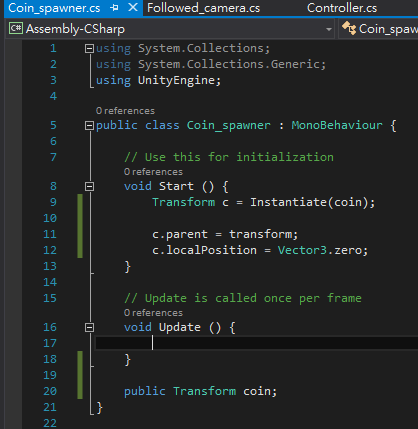 Coin_spawner.cs Followed_camera.cs Controller.cs
C# Assembly-CSharp Coin_spawn
1 using System.Collections;
2 using System.Collections.Generic;
3 using UnityEngine;
4
0 references
5 public class Coin_spawner : MonoBehaviour {
6
7 // Use this for initialization
0 references
8 void Start () {
9 Transform c = Instantiate(coin);
10
11 c.parent = transform;
12 c.localPosition = Vector3.zero;
13 }
14
15 // Update is called once per frame
0 references
16 void Update () {
17
18 }
19
20 public Transform coin;
21 }
22